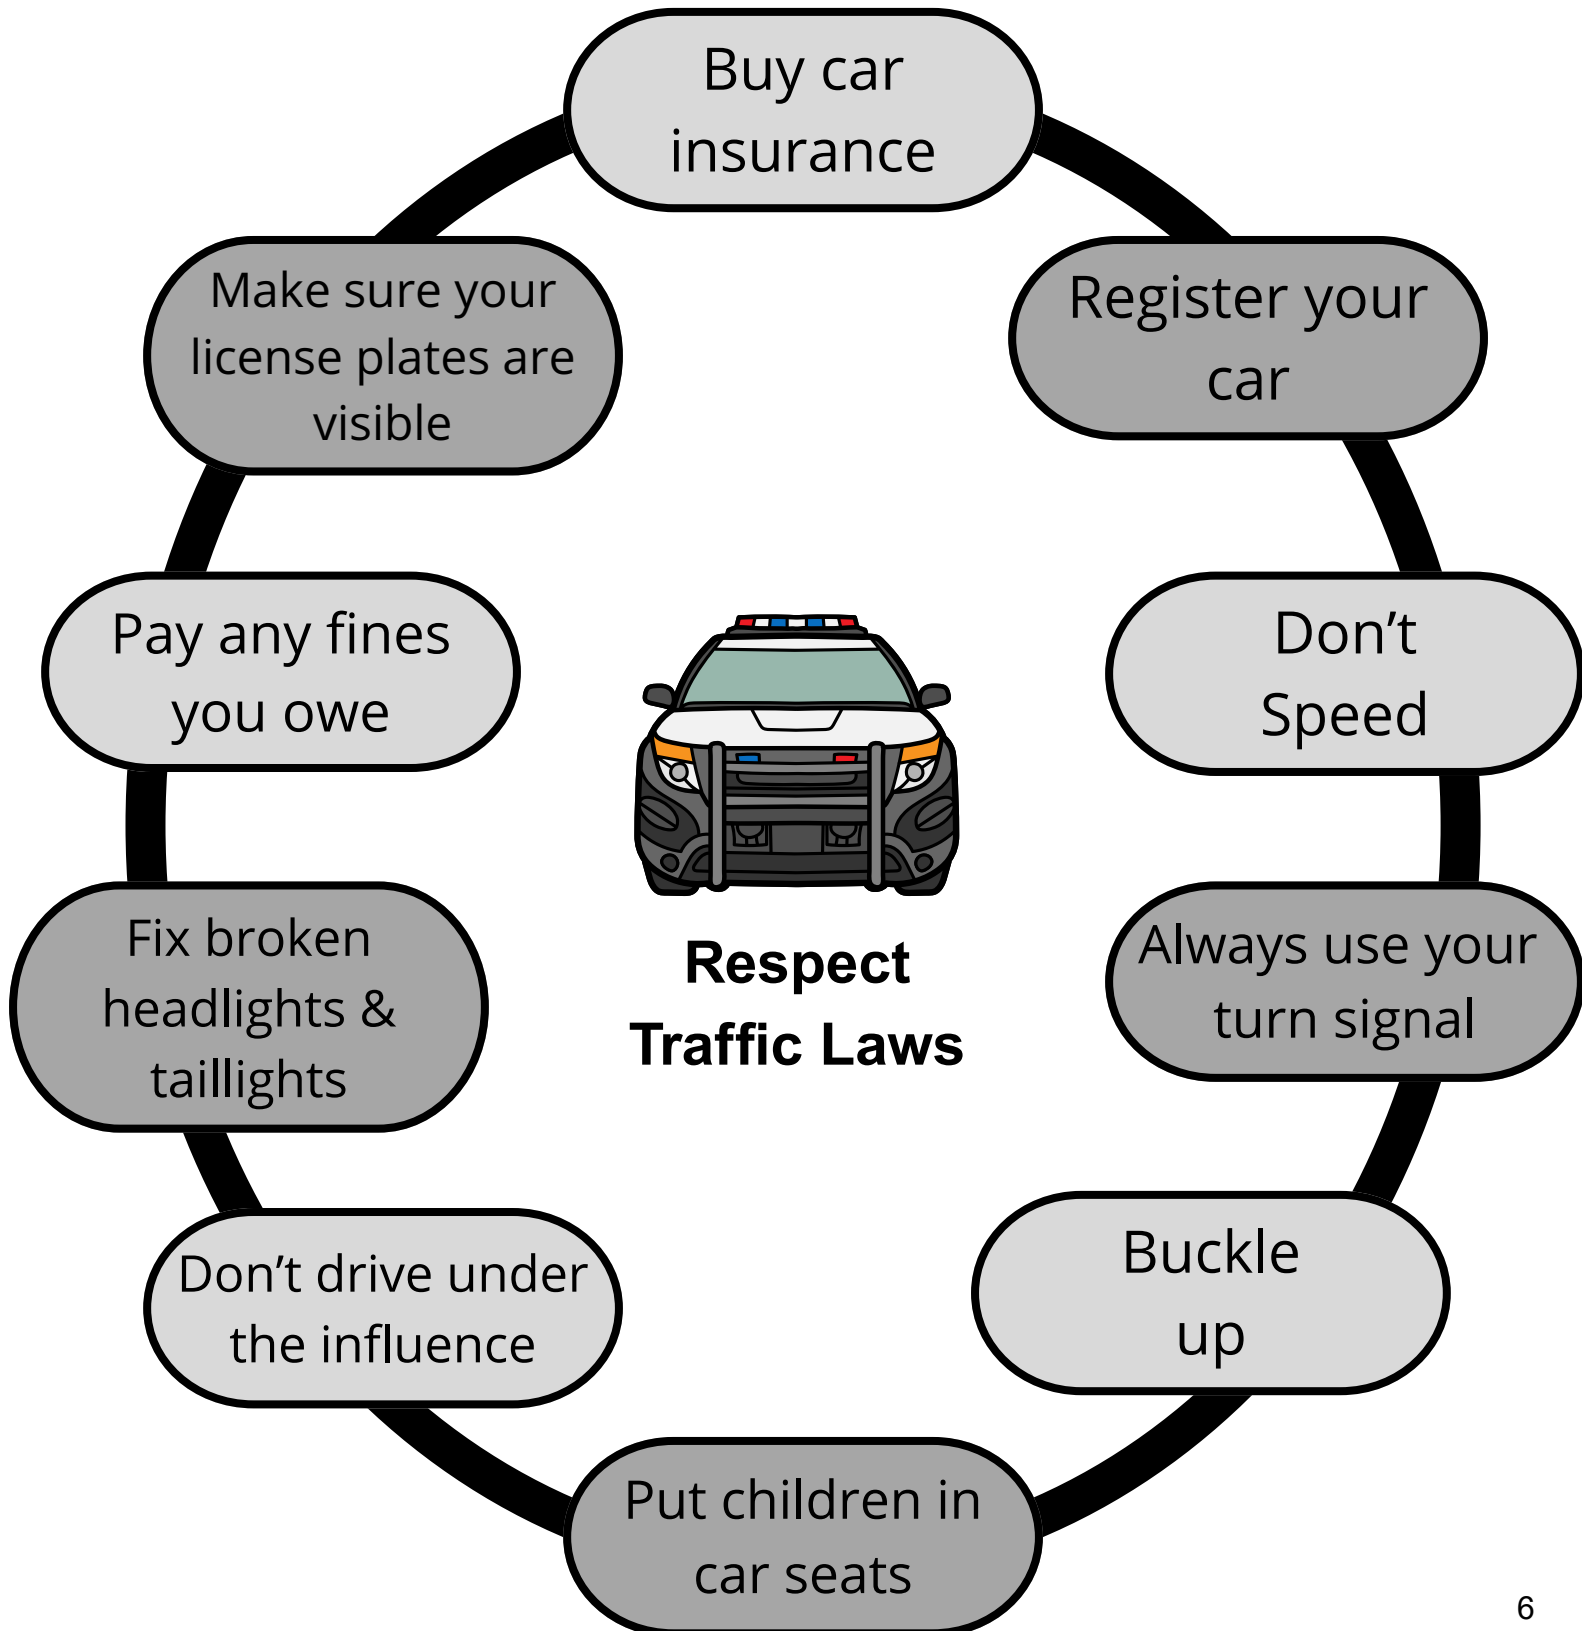 Buy car
insurance
Register your
car
Don't
Speed
Always use your
turn signal
Buckle
up
Put children in
car seats
Don't drive under
the influence
Fix broken
headlights &
taillights
Pay any fines
you owe
Make sure your
license plates are
visible
Respect
Traffic Laws
6